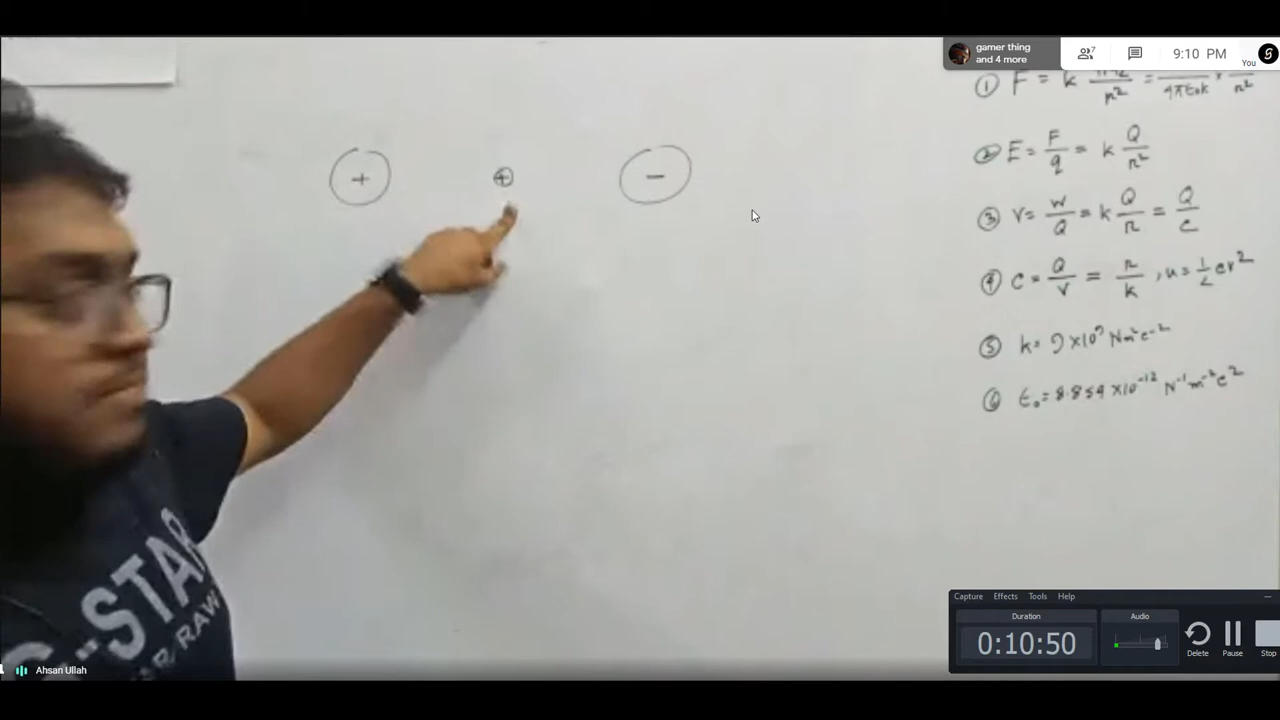 gamer thing
and 4 more
7
9:10 PM
You
+ + -
① F = k =
② E = F/q = k Q/r²
③ V = W/Q = k Q/r = Q/C
④ C = Q/V = r/k , u = ½ cv²
⑤ k = 9 × 10⁹ Nm²c⁻²
⑥ ε₀ = 8.854 × 10⁻¹² N⁻¹m⁻²c²
STAR
RAW
Capture Effects Tools Help
Duration
0:10:50
Audio
Delete Pause Stop
Ahsan Ullah